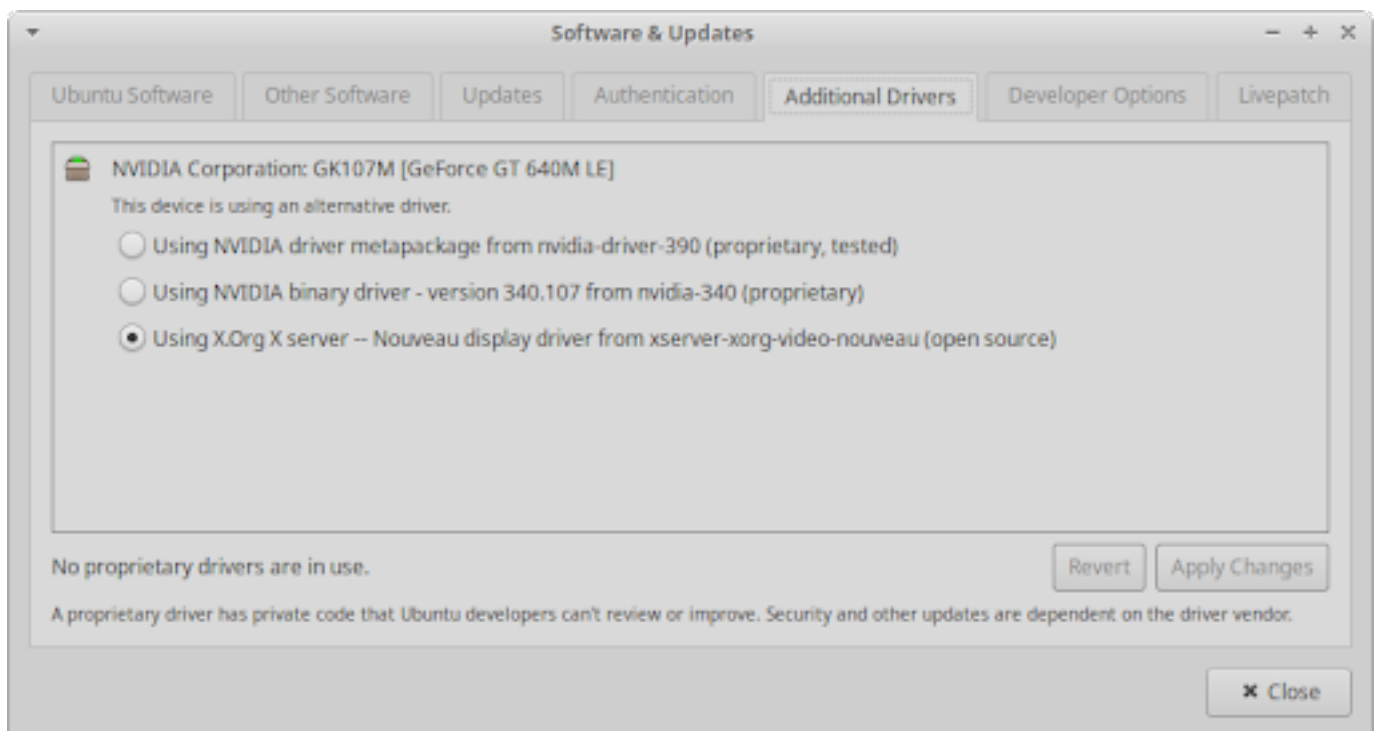 Software & Updates
Ubuntu Software Other Software Updates Authentication Additional Drivers Developer Options Livepatch
NVIDIA Corporation: GK107M [GeForce GT 640M LE]
This device is using an alternative driver.
Using NVIDIA driver metapackage from nvidia-driver-390 (proprietary, tested)
Using NVIDIA binary driver - version 340.107 from nvidia-340 (proprietary)
Using X.Org X server -- Nouveau display driver from xserver-xorg-video-nouveau (open source)
No proprietary drivers are in use.
Revert Apply Changes
A proprietary driver has private code that Ubuntu developers can't review or improve. Security and other updates are dependent on the driver vendor.
Close